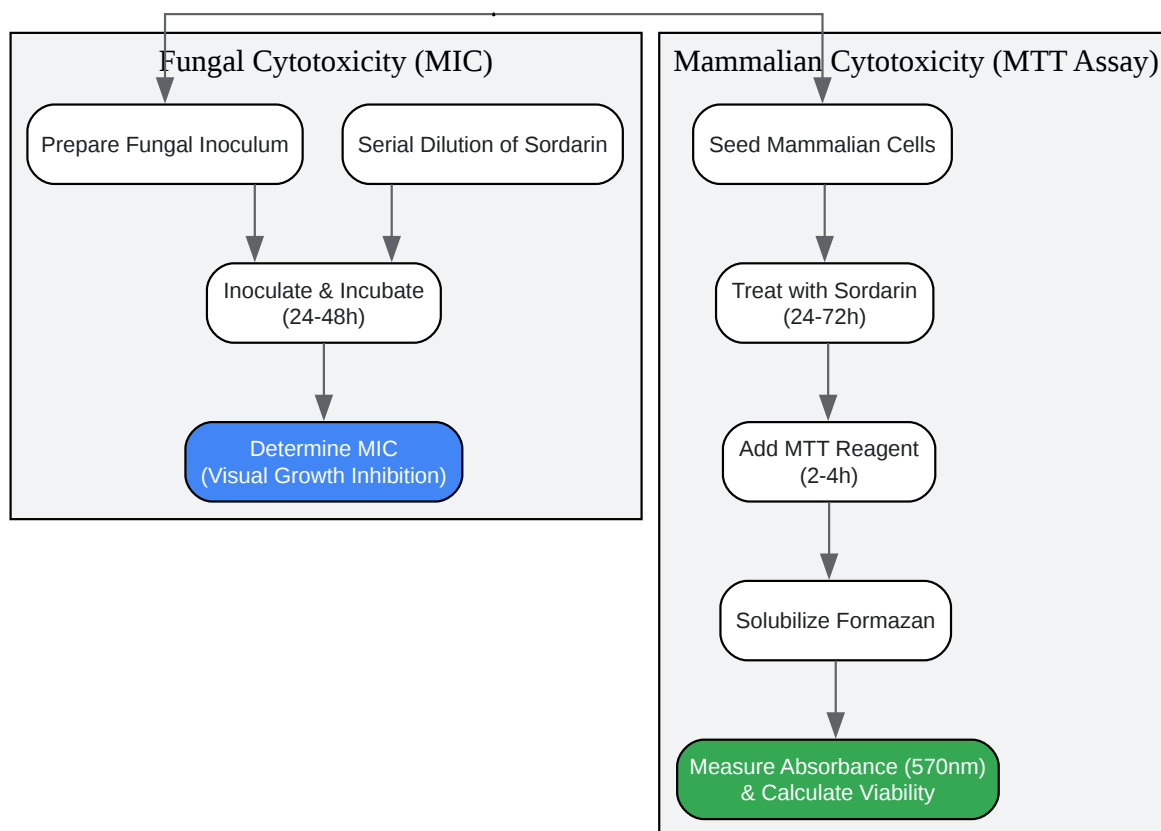 Fungal Cytotoxicity (MIC)
Prepare Fungal Inoculum
Serial Dilution of Sordarin
Inoculate & Incubate
(24-48h)
Determine MIC
(Visual Growth Inhibition)
Mammalian Cytotoxicity (MTT Assay)
Seed Mammalian Cells
Treat with Sordarin
(24-72h)
Add MTT Reagent
(2-4h)
Solubilize Formazan
Measure Absorbance (570nm)
& Calculate Viability